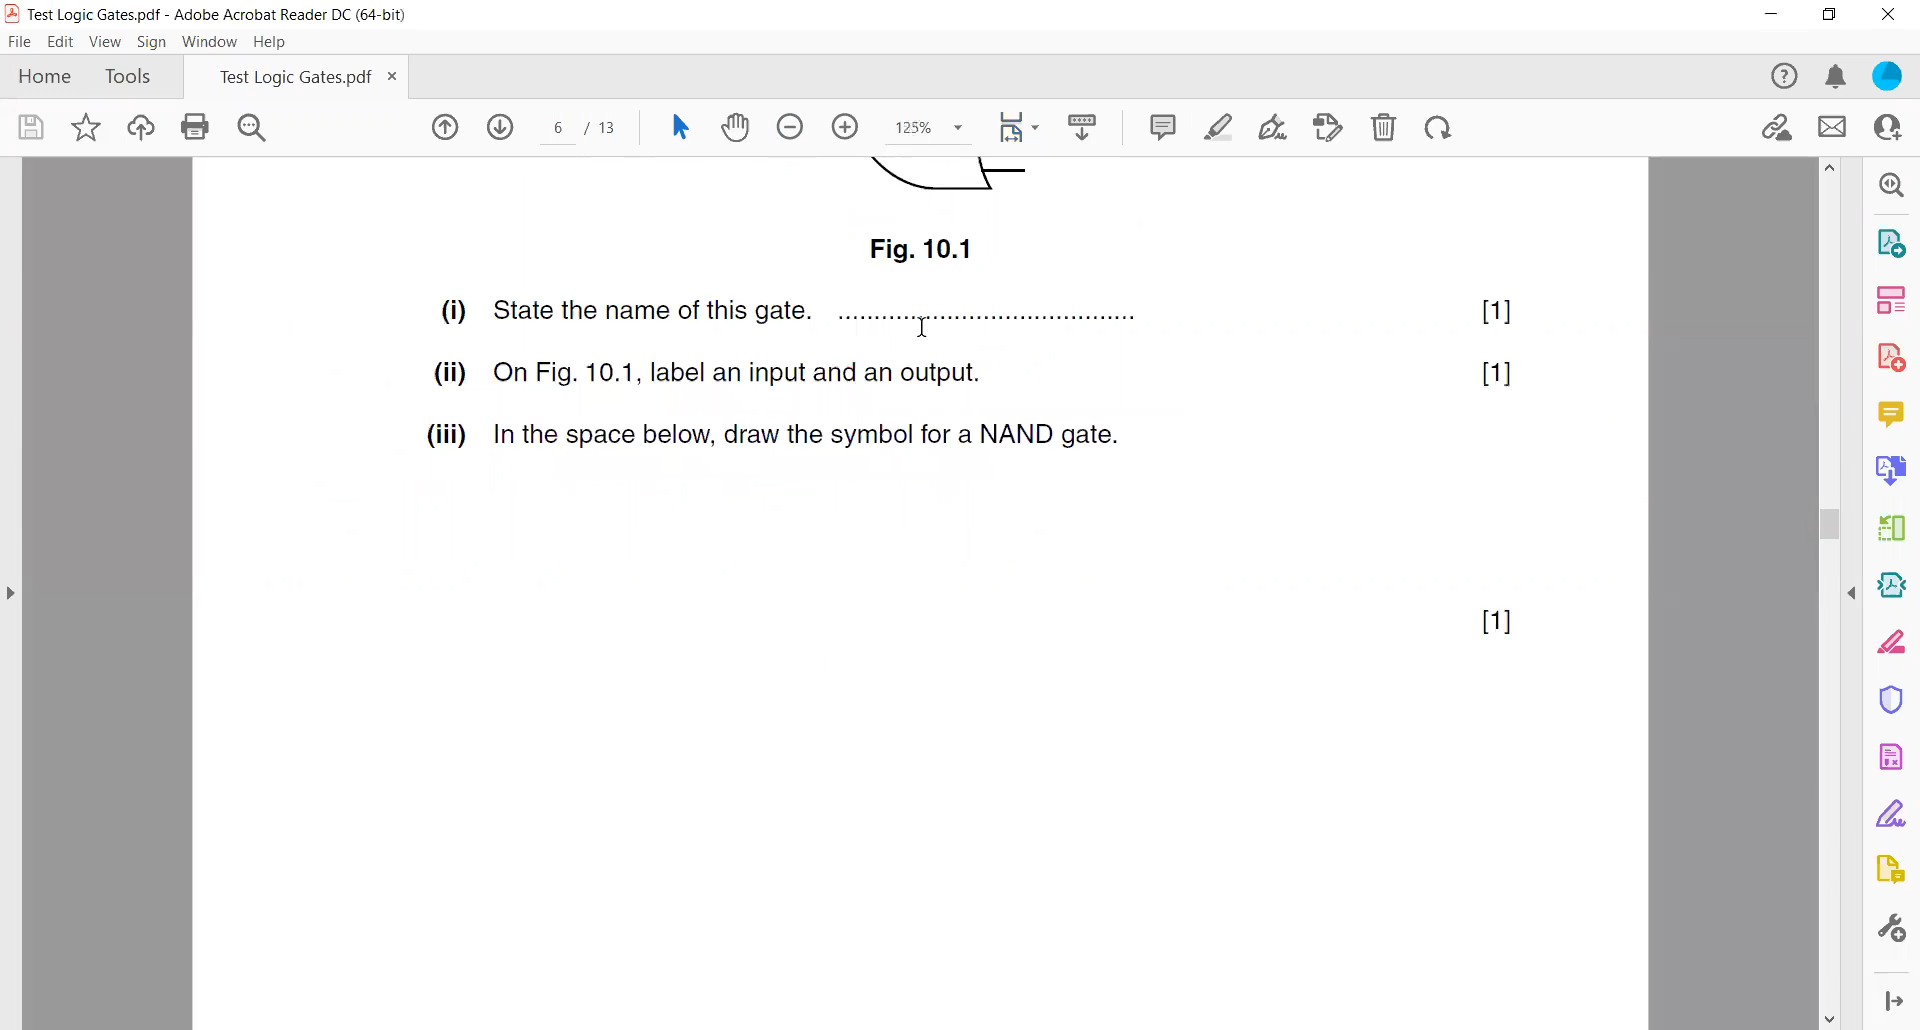 Test Logic Gates.pdf - Adobe Acrobat Reader DC (64-bit)
File Edit View Sign Window Help
Home Tools Test Logic Gates.pdf ×
6 / 13 125%
Fig. 10.1
(i) State the name of this gate. ......................................... [1]
(ii) On Fig. 10.1, label an input and an output. [1]
(iii) In the space below, draw the symbol for a NAND gate.
[1]